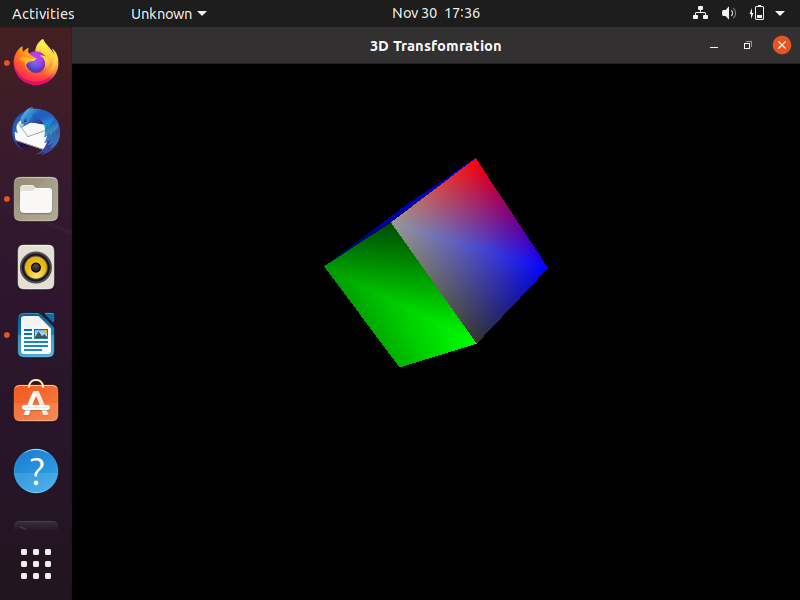 Activities
Unknown
Nov 30 17:36
3D Transfomration
?